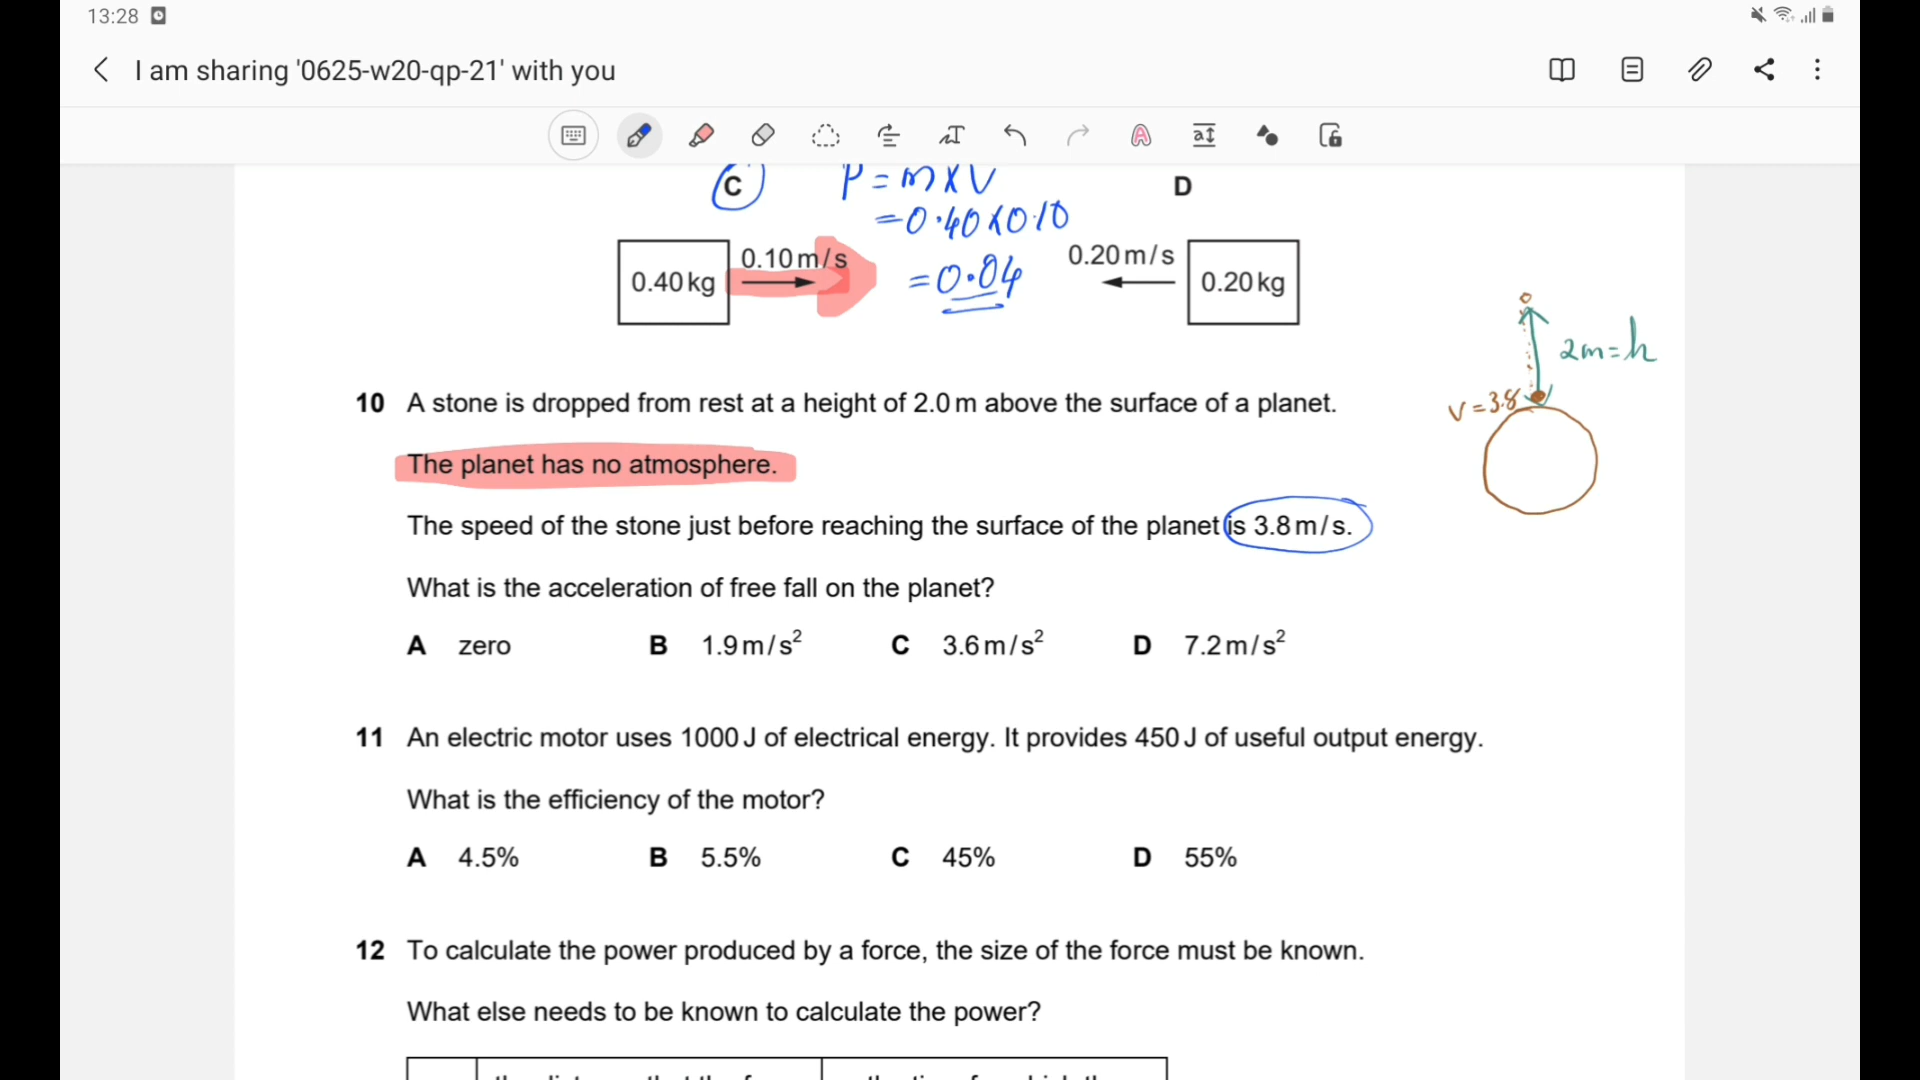 13:28
I am sharing '0625-w20-qp-21' with you
C P = m x V D
= 0.40 x 0.10
0.10 m/s 0.20 m/s
0.40 kg = 0.04 0.20 kg
2m = h
10 A stone is dropped from rest at a height of 2.0 m above the surface of a planet.
V = 3.8
The planet has no atmosphere.
The speed of the stone just before reaching the surface of the planet is 3.8 m/s.
What is the acceleration of free fall on the planet?
A zero B 1.9 m/s² C 3.6 m/s² D 7.2 m/s²
11 An electric motor uses 1000 J of electrical energy. It provides 450 J of useful output energy.
What is the efficiency of the motor?
A 4.5% B 5.5% C 45% D 55%
12 To calculate the power produced by a force, the size of the force must be known.
What else needs to be known to calculate the power?